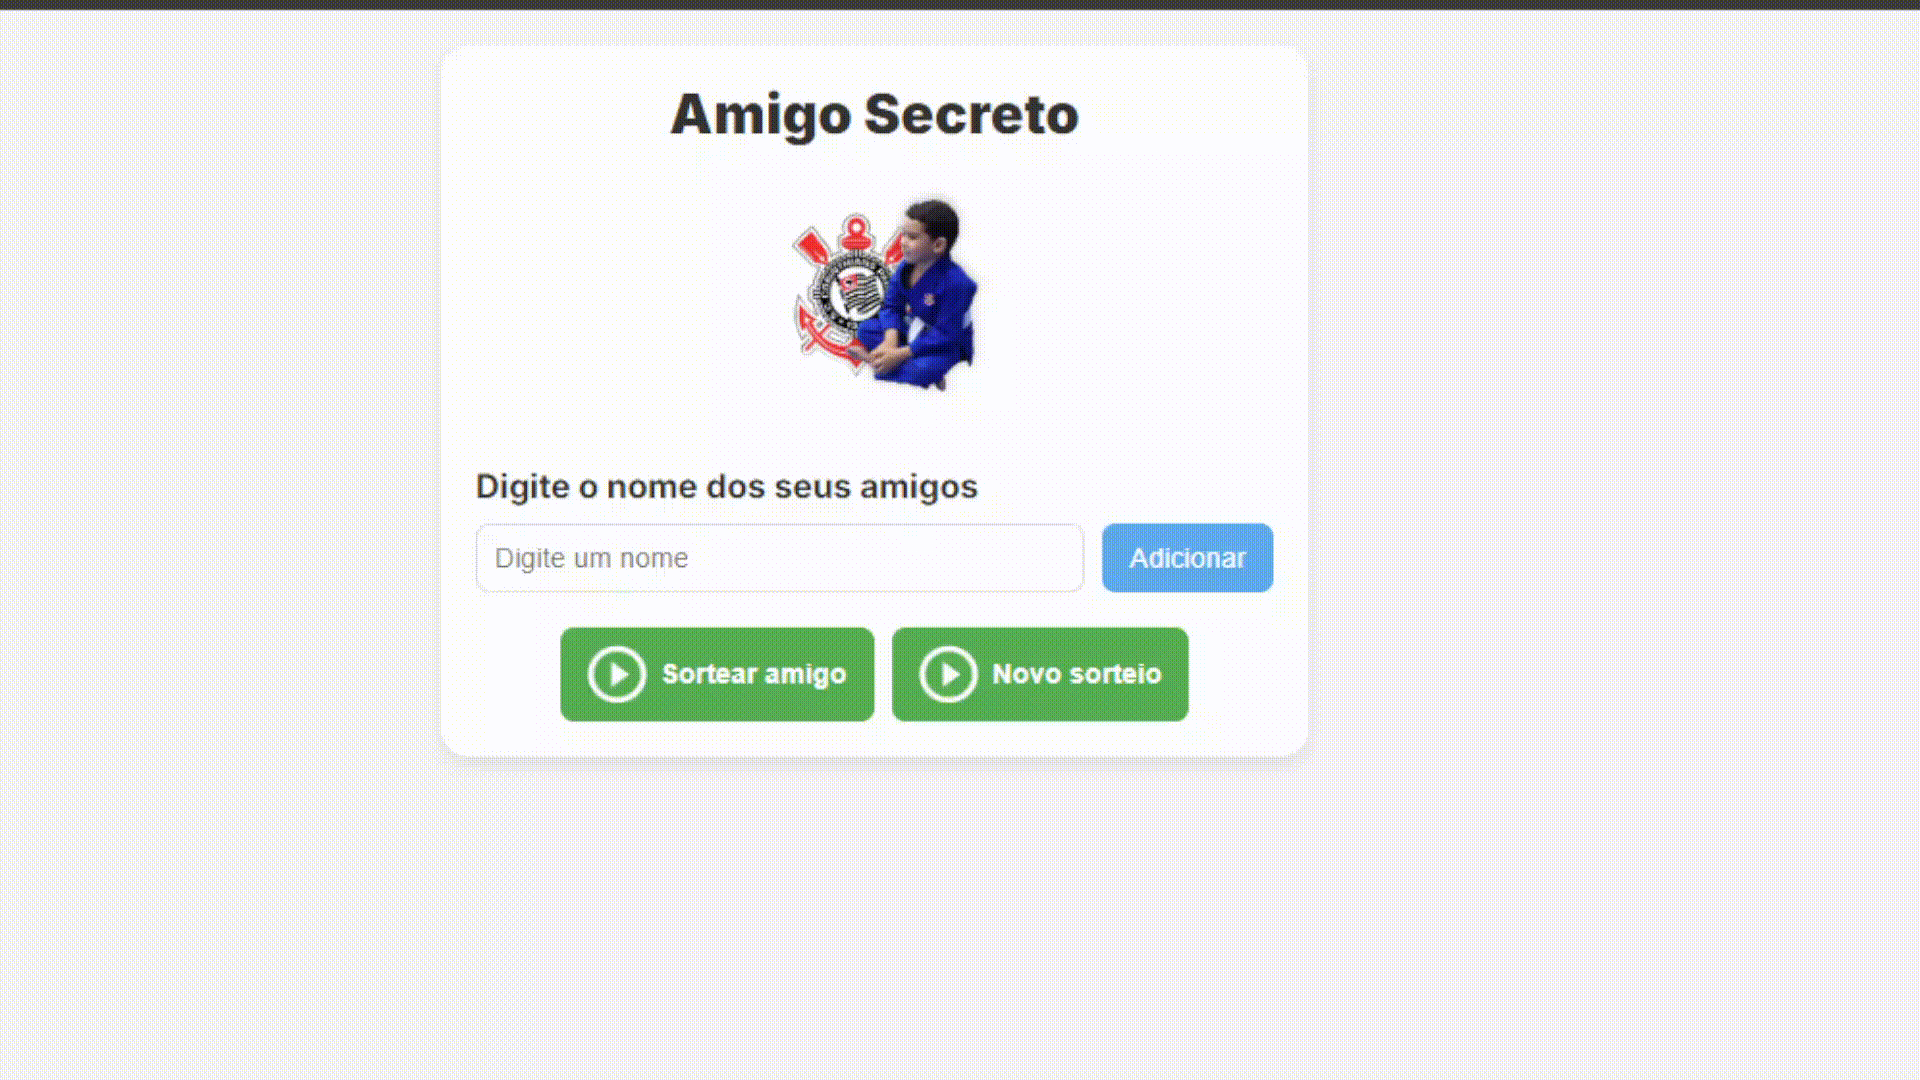 Amigo Secreto
Digite o nome dos seus amigos
Digite um nome
Adicionar
Sortear amigo
Novo sorteio